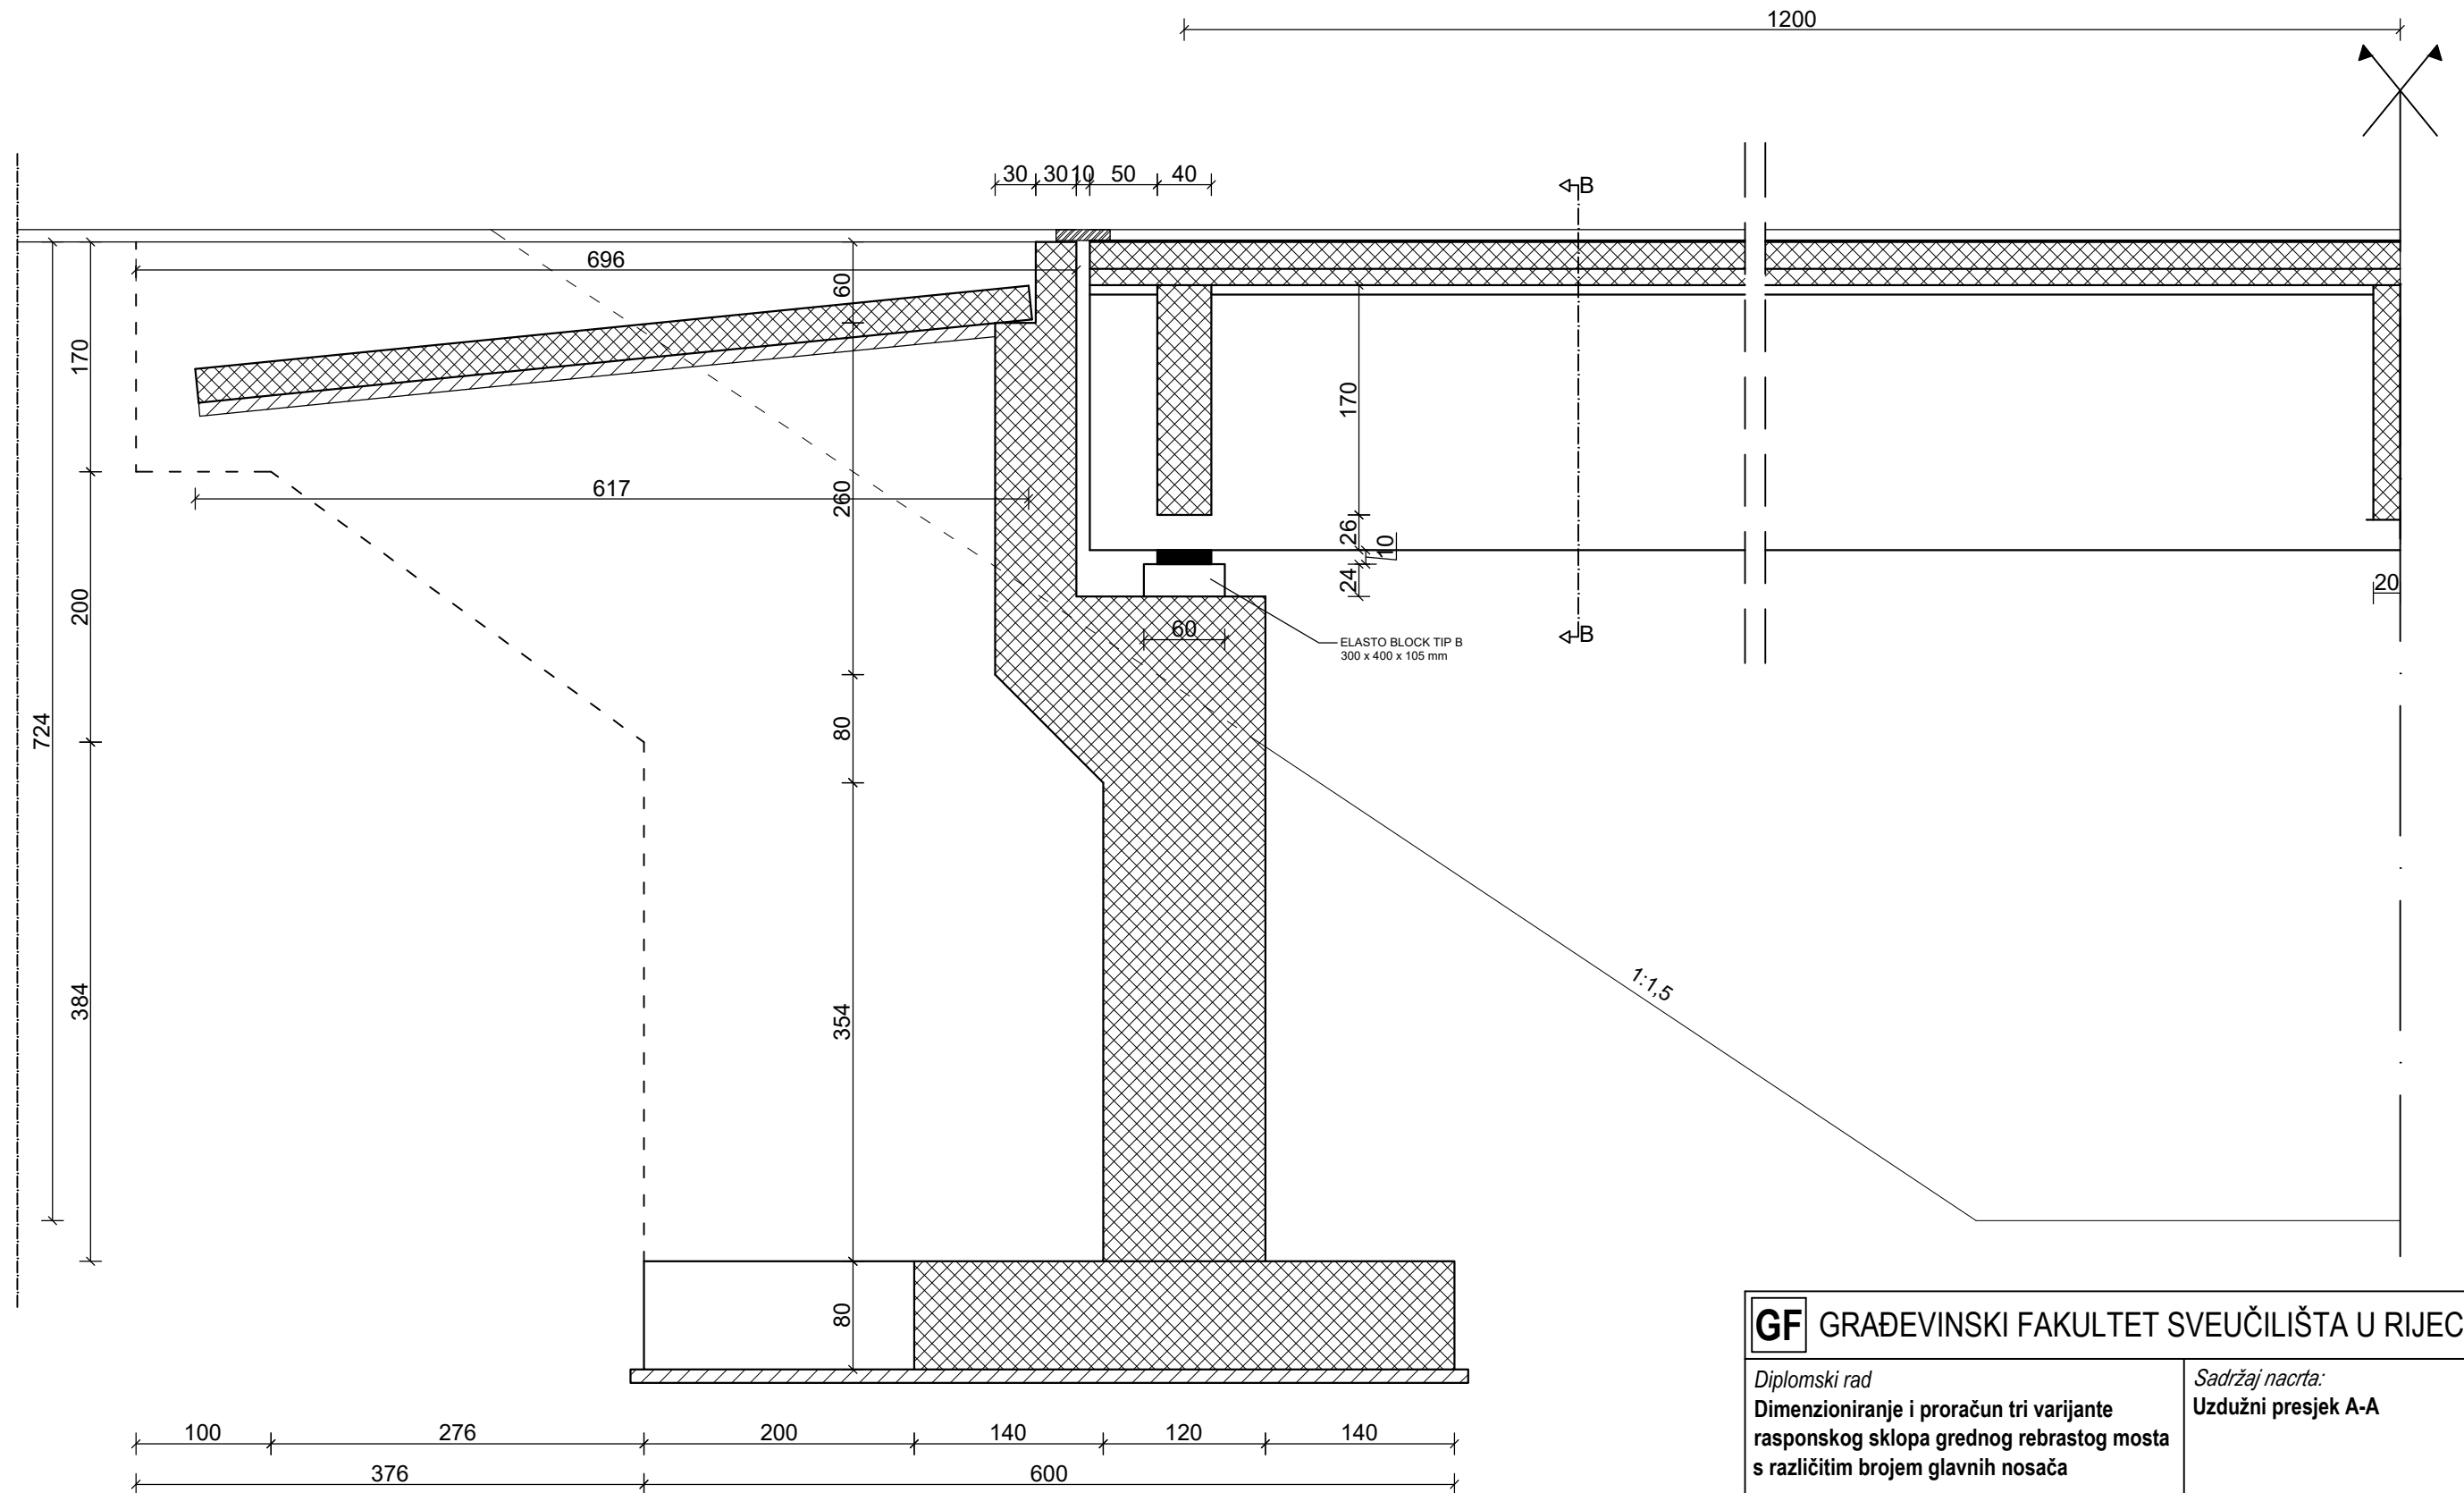 1200
30 30 10 50 40
B
696
60
170
617
260
170
26
10
24
20
200
60
ELASTO BLOCK TIP B
300 x 400 x 105 mm
B
724
80
384
354
1:1,5
80
GF GRAĐEVINSKI FAKULTET SVEUČILIŠTA U RIJEC
Diplomski rad
Dimenzioniranje i proračun tri varijante
rasponskog sklopa grednog rebrastog mosta
s različitim brojem glavnih nosača
Sadržaj nacrta:
Uzdužni presjek A-A
100 276 200 140 120 140
376 600